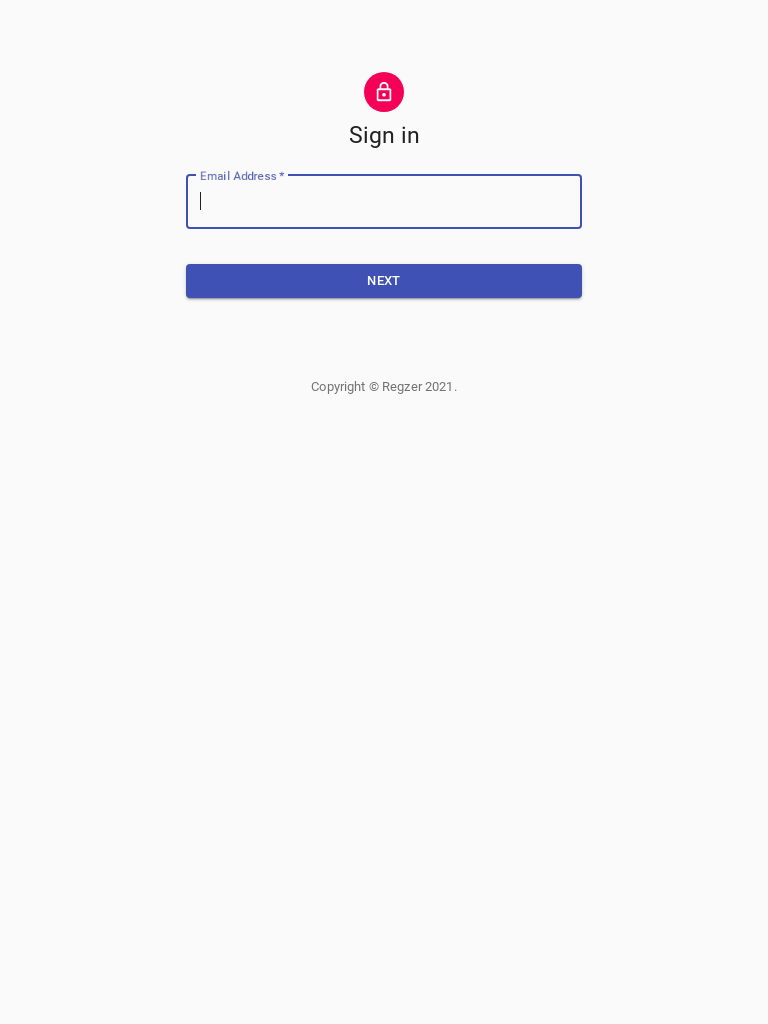 Sign in
Email Address *
NEXT
Copyright © Regzer 2021.